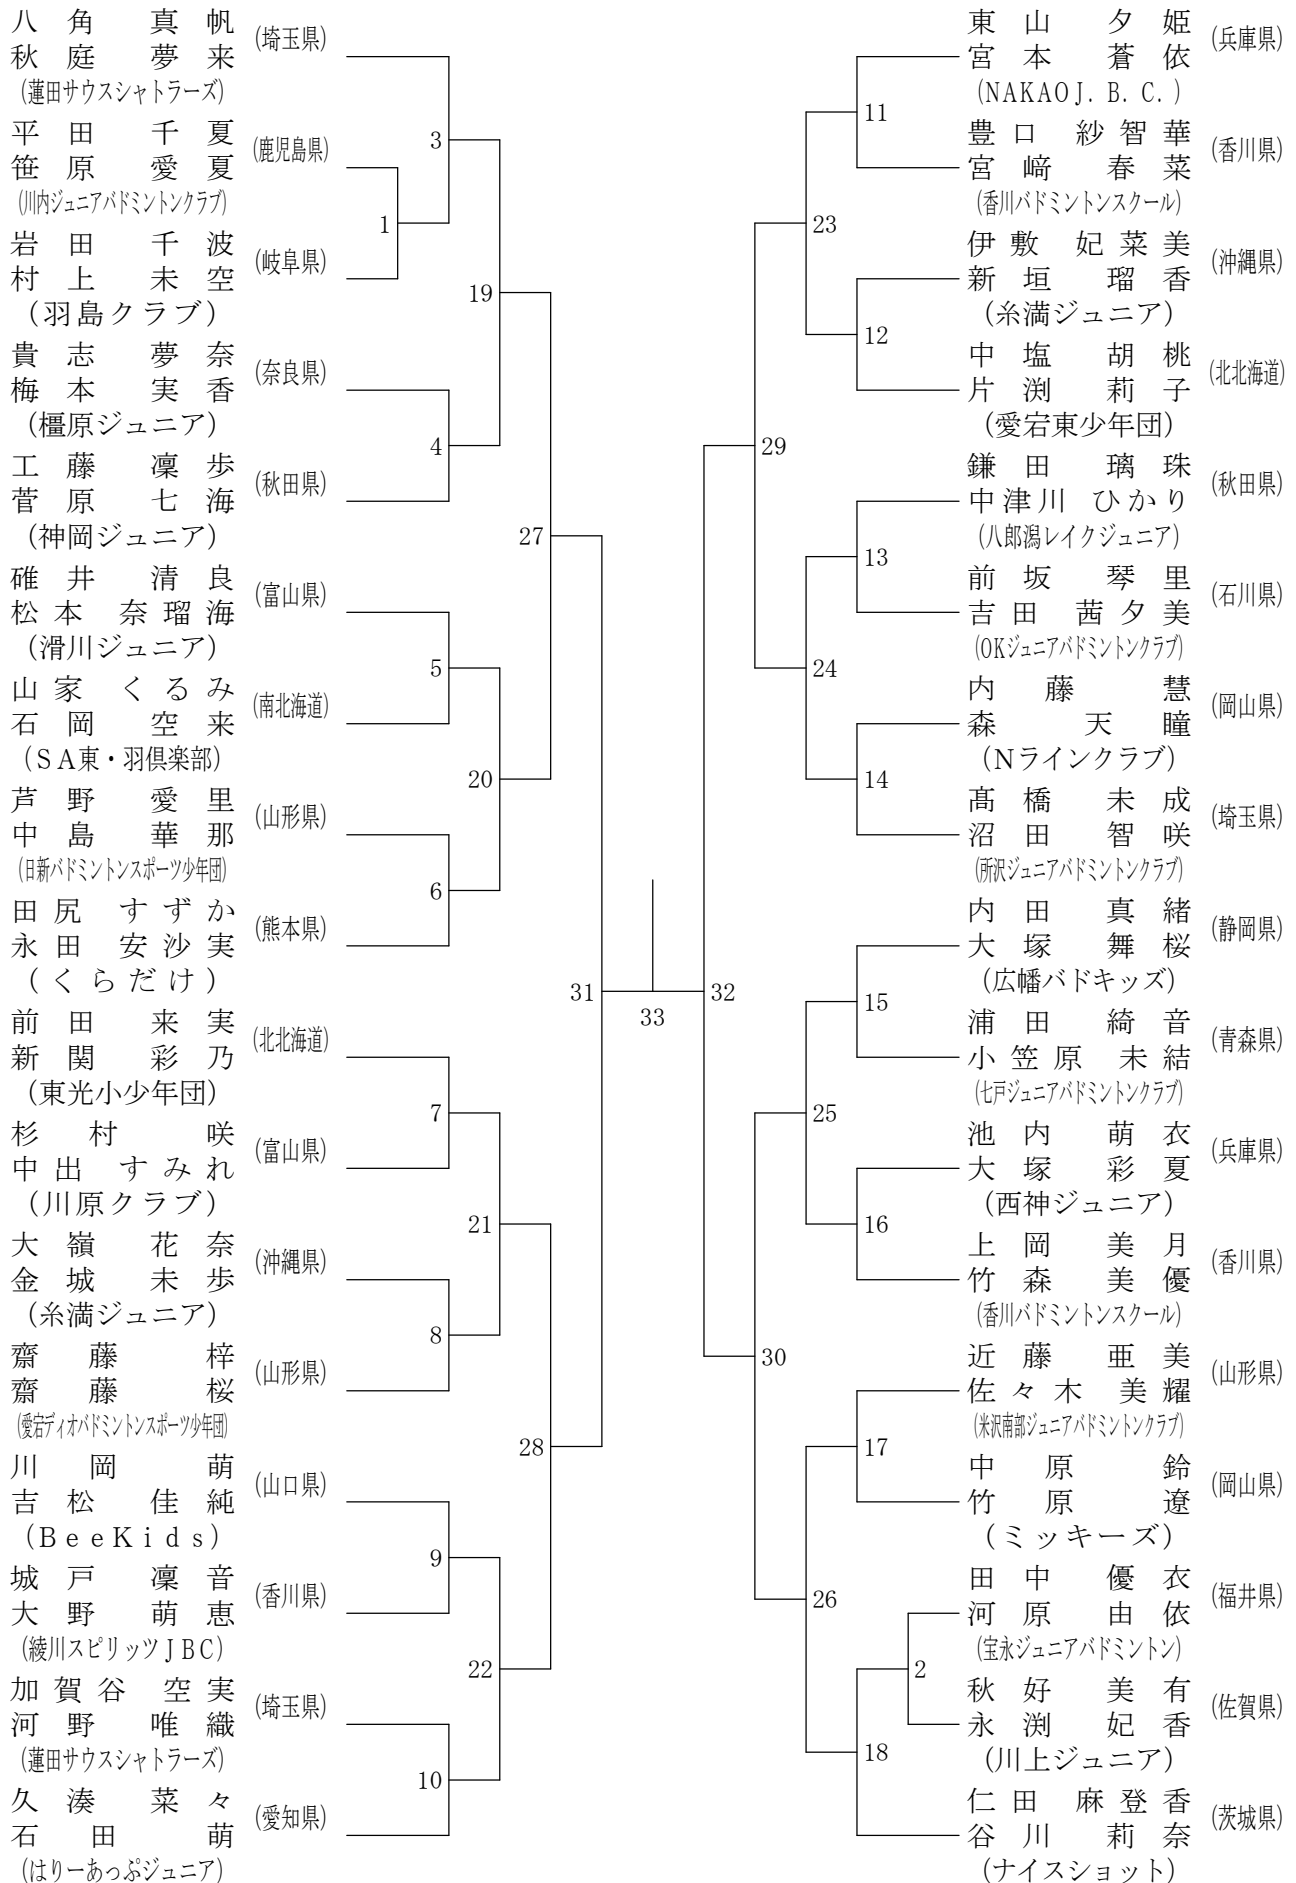 八角 真帆
秋庭 夢来
(埼玉県)
(蓮田サウスシャトラーズ)
平田 千夏
笹原 愛夏
(鹿児島県)
(川内ジュニアバドミントンクラブ)
岩田 千波
村上 未空
(岐阜県)
(羽島クラブ)
貴志 夢奈
梅本 実香
(奈良県)
(橿原ジュニア)
工藤 凜歩
菅原 七海
(秋田県)
(神岡ジュニア)
碓井 清良
松本 奈瑠海
(富山県)
(滑川ジュニア)
山家 くるみ
石岡 空来
(南北海道)
(SA東・羽倶楽部)
芦野 愛里
中島 華那
(山形県)
(日新バドミントンスポーツ少年団)
田尻 すずか
永田 安沙実
(熊本県)
(くらだけ)
前田 来実
新関 彩乃
(北北海道)
(東光小少年団)
杉村 咲
中出 すみれ
(富山県)
(川原クラブ)
大嶺 花奈
金城 未歩
(沖縄県)
(糸満ジュニア)
齋藤 梓
齋藤 桜
(山形県)
(愛宕ディオバドミントンスポーツ少年団)
川岡 萌
吉松 佳純
(山口県)
(BeeKids)
城戸 凜音
大野 萌恵
(香川県)
(綾川スピリッツJBC)
加賀谷 空実
河野 唯織
(埼玉県)
(蓮田サウスシャトラーズ)
久湊 菜々
石田 萌
(愛知県)
(はりーあっぷジュニア)
1
3
4
5
6
7
8
9
10
19
20
21
22
27
28
31
33
32
29
30
23
24
25
26
11
12
13
14
15
16
17
18
2
東山 夕姫
宮本 蒼依
(兵庫県)
(NAKAOJ.B.C.)
豊口 紗智華
宮﨑 春菜
(香川県)
(香川バドミントンスクール)
伊敷 妃菜美
新垣 瑠香
(沖縄県)
(糸満ジュニア)
中塩 胡桃
片渕 莉子
(北北海道)
(愛宕東少年団)
鎌田 璃珠
中津川 ひかり
(秋田県)
(八郎潟レイクジュニア)
前坂 琴里
吉田 茜夕美
(石川県)
(OKジュニアバドミントンクラブ)
内藤 慧
森 天瞳
(岡山県)
(Nラインクラブ)
髙橋 未成
沼田 智咲
(埼玉県)
(所沢ジュニアバドミントンクラブ)
内田 真緒
大塚 舞桜
(静岡県)
(広幡バドキッズ)
浦田 綺音
小笠原 未結
(青森県)
(七戸ジュニアバドミントンクラブ)
池内 萌衣
大塚 彩夏
(兵庫県)
(西神ジュニア)
上岡 美月
竹森 美優
(香川県)
(香川バドミントンスクール)
近藤 亜美
佐々木 美耀
(山形県)
(米沢南部ジュニアバドミントンクラブ)
中原 鈴
竹原 遼
(岡山県)
(ミッキーズ)
田中 優衣
河原 由依
(福井県)
(宝永ジュニアバドミントン)
秋好 美有
永渕 妃香
(佐賀県)
(川上ジュニア)
仁田 麻登香
谷川 莉奈
(茨城県)
(ナイスショット)